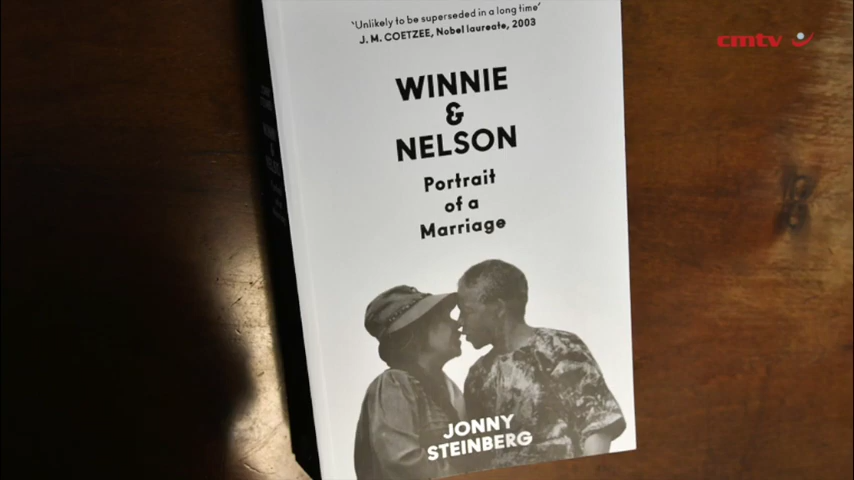 'Unlikely to be superseded in a long time'
J. M. COETZEE, Nobel laureate, 2003
WINNIE
&
NELSON
Portrait
of a
Marriage
JONNY
STEINBERG
cmtv